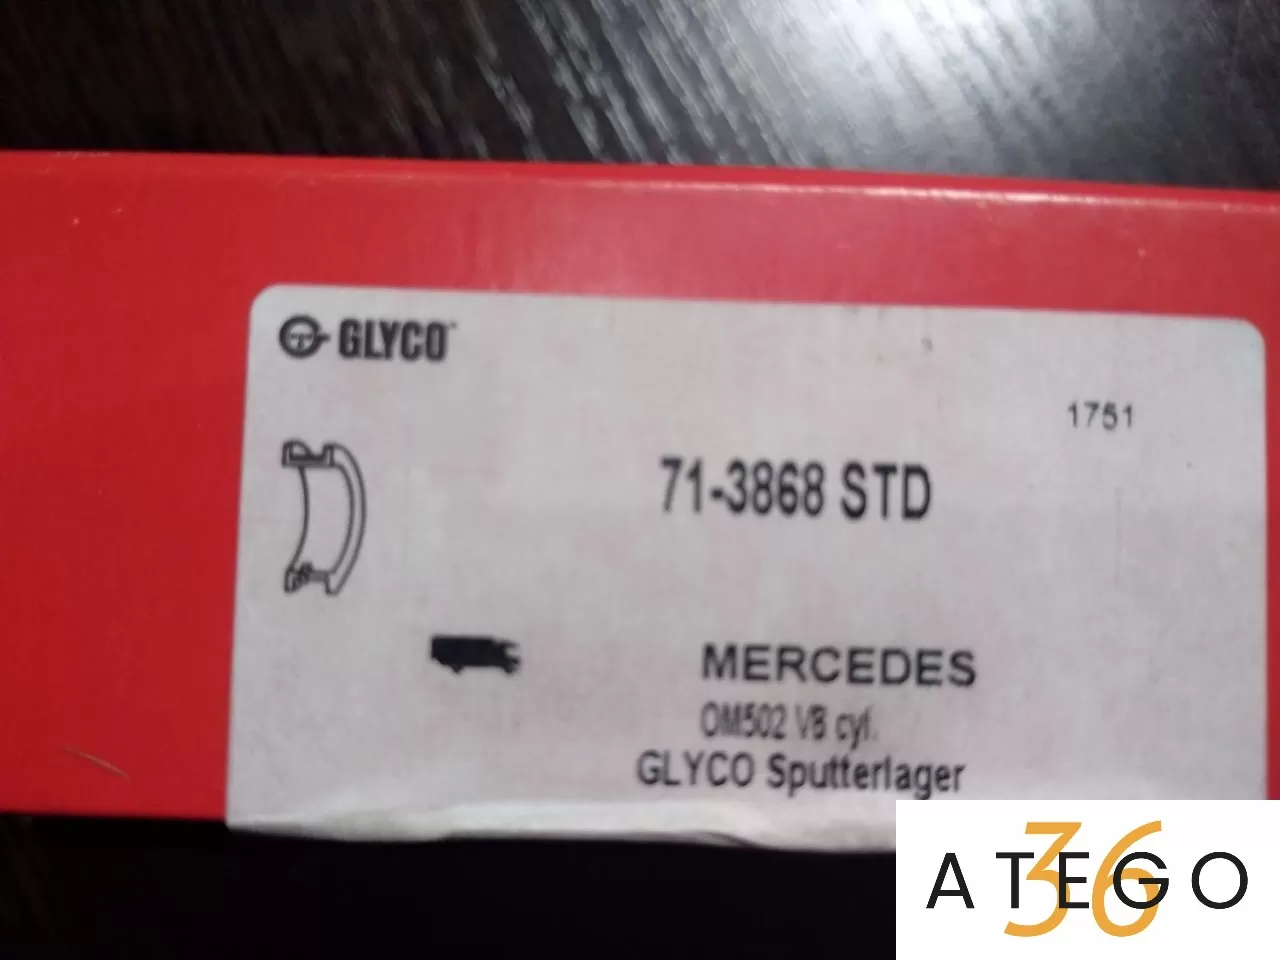 GLYCO
1751
71-3868 STD
MERCEDES
OM502 V8 cyl.
GLYCO Sputterlager
ATEGO
36